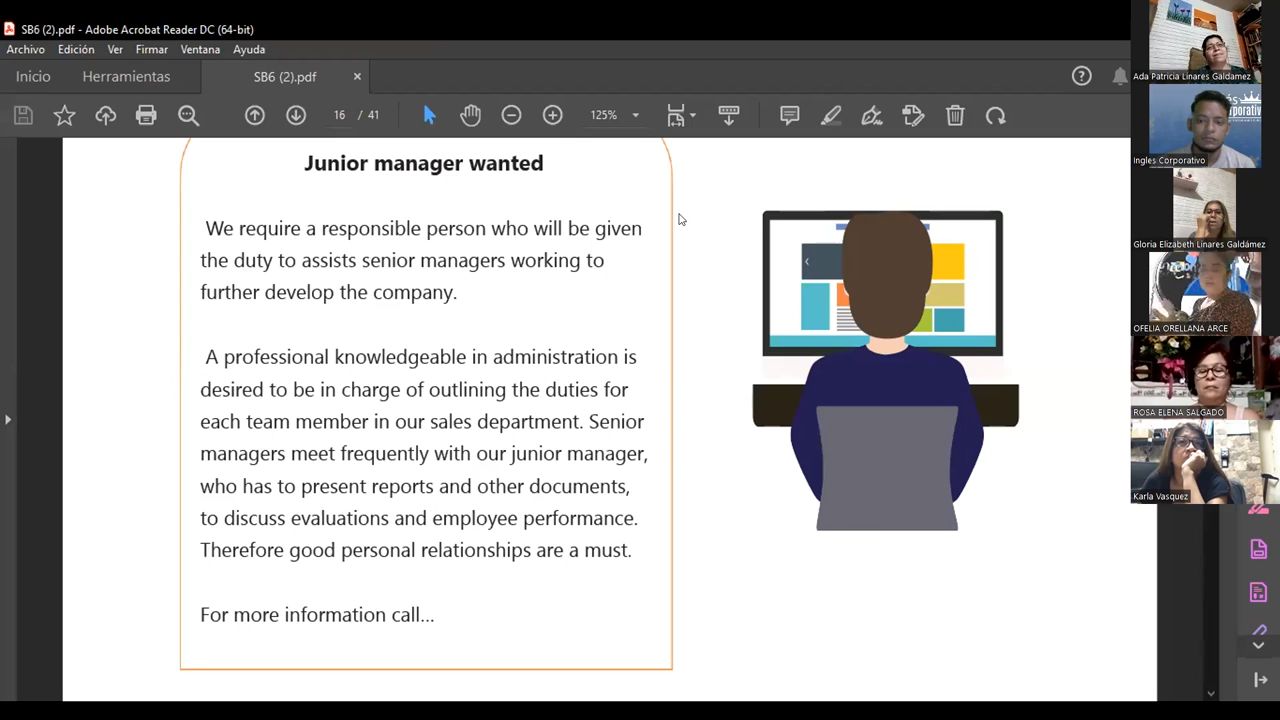 SB6 (2).pdf - Adobe Acrobat Reader DC (64-bit)
Archivo Edición Ver Firmar Ventana Ayuda
Inicio Herramientas SB6 (2).pdf ×
16 / 41 125%
Junior manager wanted
We require a responsible person who will be given
the duty to assists senior managers working to
further develop the company.
A professional knowledgeable in administration is
desired to be in charge of outlining the duties for
each team member in our sales department. Senior
managers meet frequently with our junior manager,
who has to present reports and other documents,
to discuss evaluations and employee performance.
Therefore good personal relationships are a must.
For more information call...
Ada Patricia Linares Galdamez
Ingles Corporativo
Gloria Elizabeth Linares Galdámez
OFELIA ORELLANA ARCE
ROSA ELENA SALGADO
Karla Vasquez